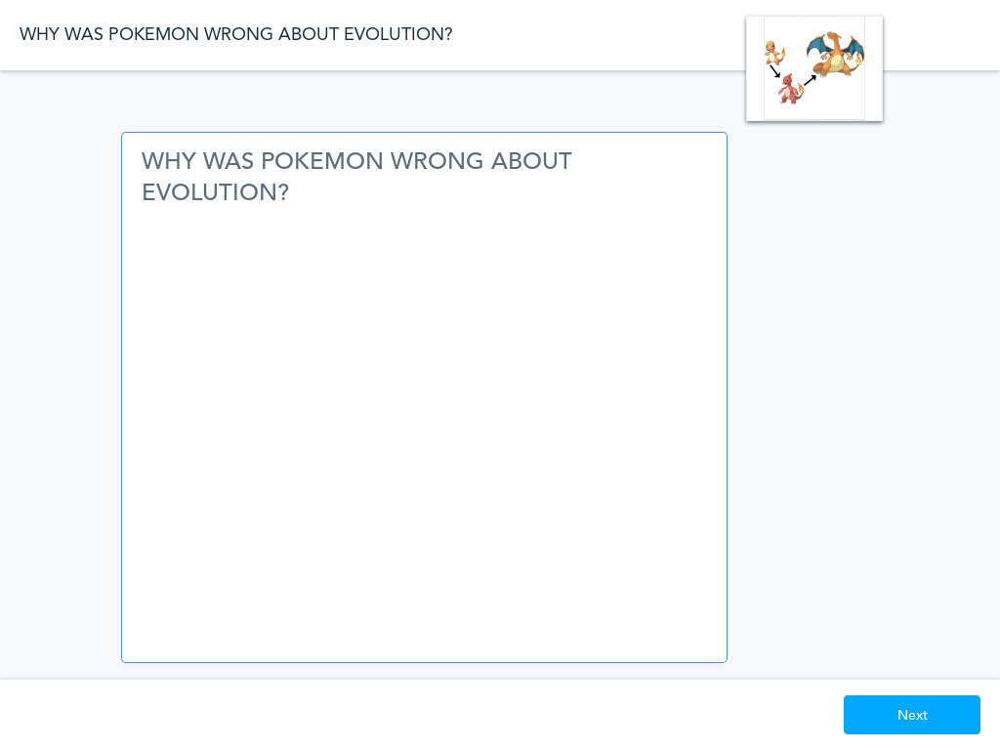 WHY WAS POKEMON WRONG ABOUT EVOLUTION?
WHY WAS POKEMON WRONG ABOUT
EVOLUTION?
Next